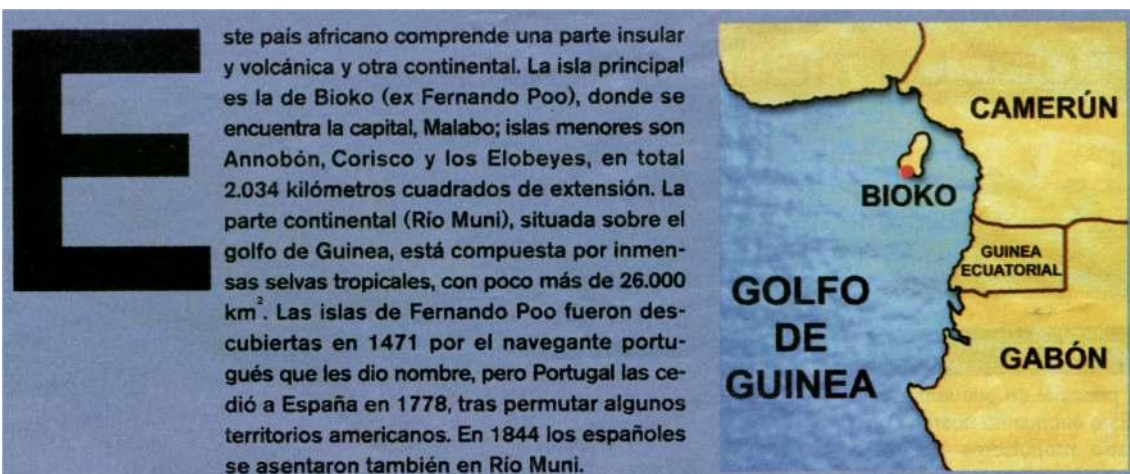 Este país africano comprende una parte insular
y volcánica y otra continental. La isla principal
es la de Bioko (ex Fernando Poo), donde se
encuentra la capital, Malabo; islas menores son
Annobón, Corisco y los Elobeyes, en total
2.034 kilómetros cuadrados de extensión. La
parte continental (Río Muni), situada sobre el
golfo de Guinea, está compuesta por inmen-
sas selvas tropicales, con poco más de 26.000
km². Las islas de Fernando Poo fueron des-
cubiertas en 1471 por el navegante portu-
gués que les dio nombre, pero Portugal las ce-
dió a España en 1778, tras permutar algunos
territorios americanos. En 1844 los españoles
se asentaron también en Río Muni.
CAMERÚN
BIOKO
GUINEA
ECUATORIAL
GOLFO
DE
GUINEA
GABÓN